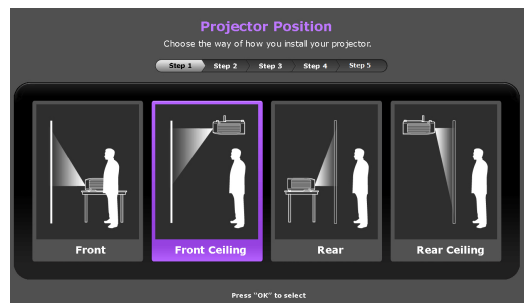 Projector Position
Choose the way of how you install your projector.
Step 1 Step 2 Step 3 Step 4 Step 5
Front Front Ceiling Rear Rear Ceiling
Press "OK" to select